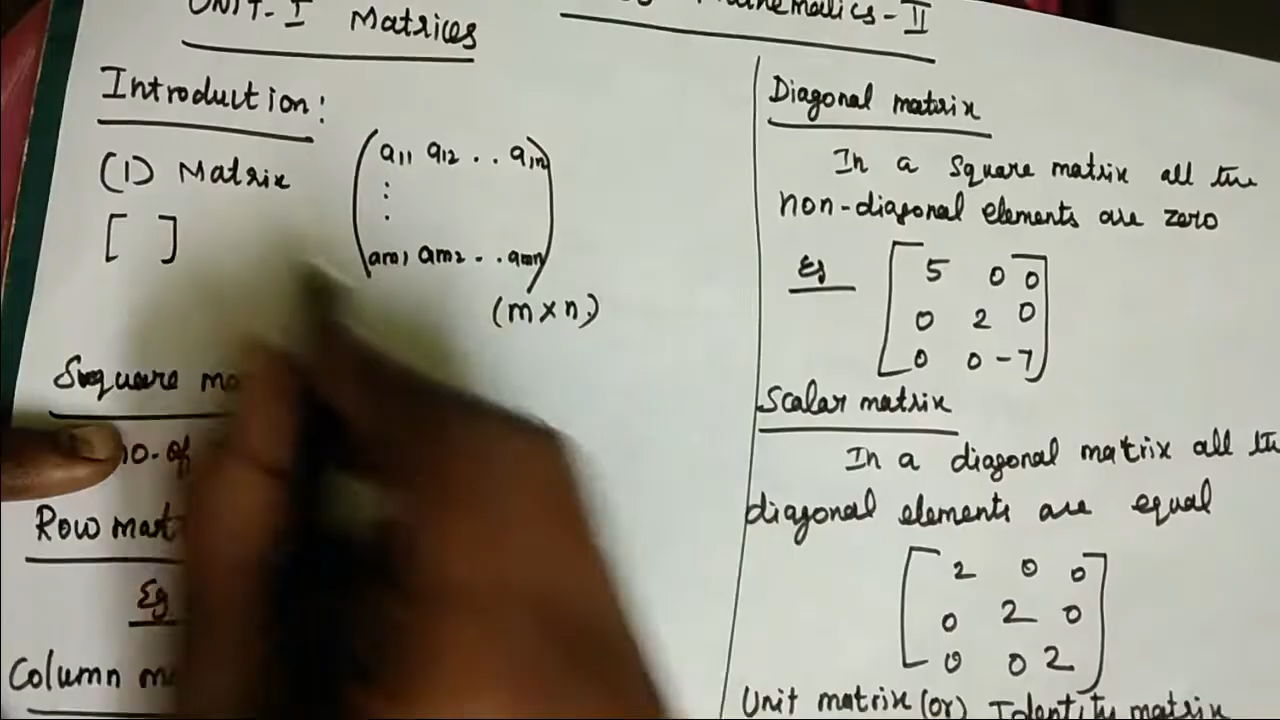 UNIT-I Matrices
Mathematics-II
Introduction:
(1) Matrix
[ ]
a11 a12 .. a1n
:
.
am1 am2 .. amn
(m×n)
Square
no. of
Row
Eg
Column
Diagonal matrix
In a square matrix all the
non-diagonal elements are zero
Eg
5 0 0
0 2 0
0 0 -7
Scalar matrix
In a diagonal matrix all the
diagonal elements are equal
2 0 0
0 2 0
0 0 2
Unit matrix (or) Identity matrix